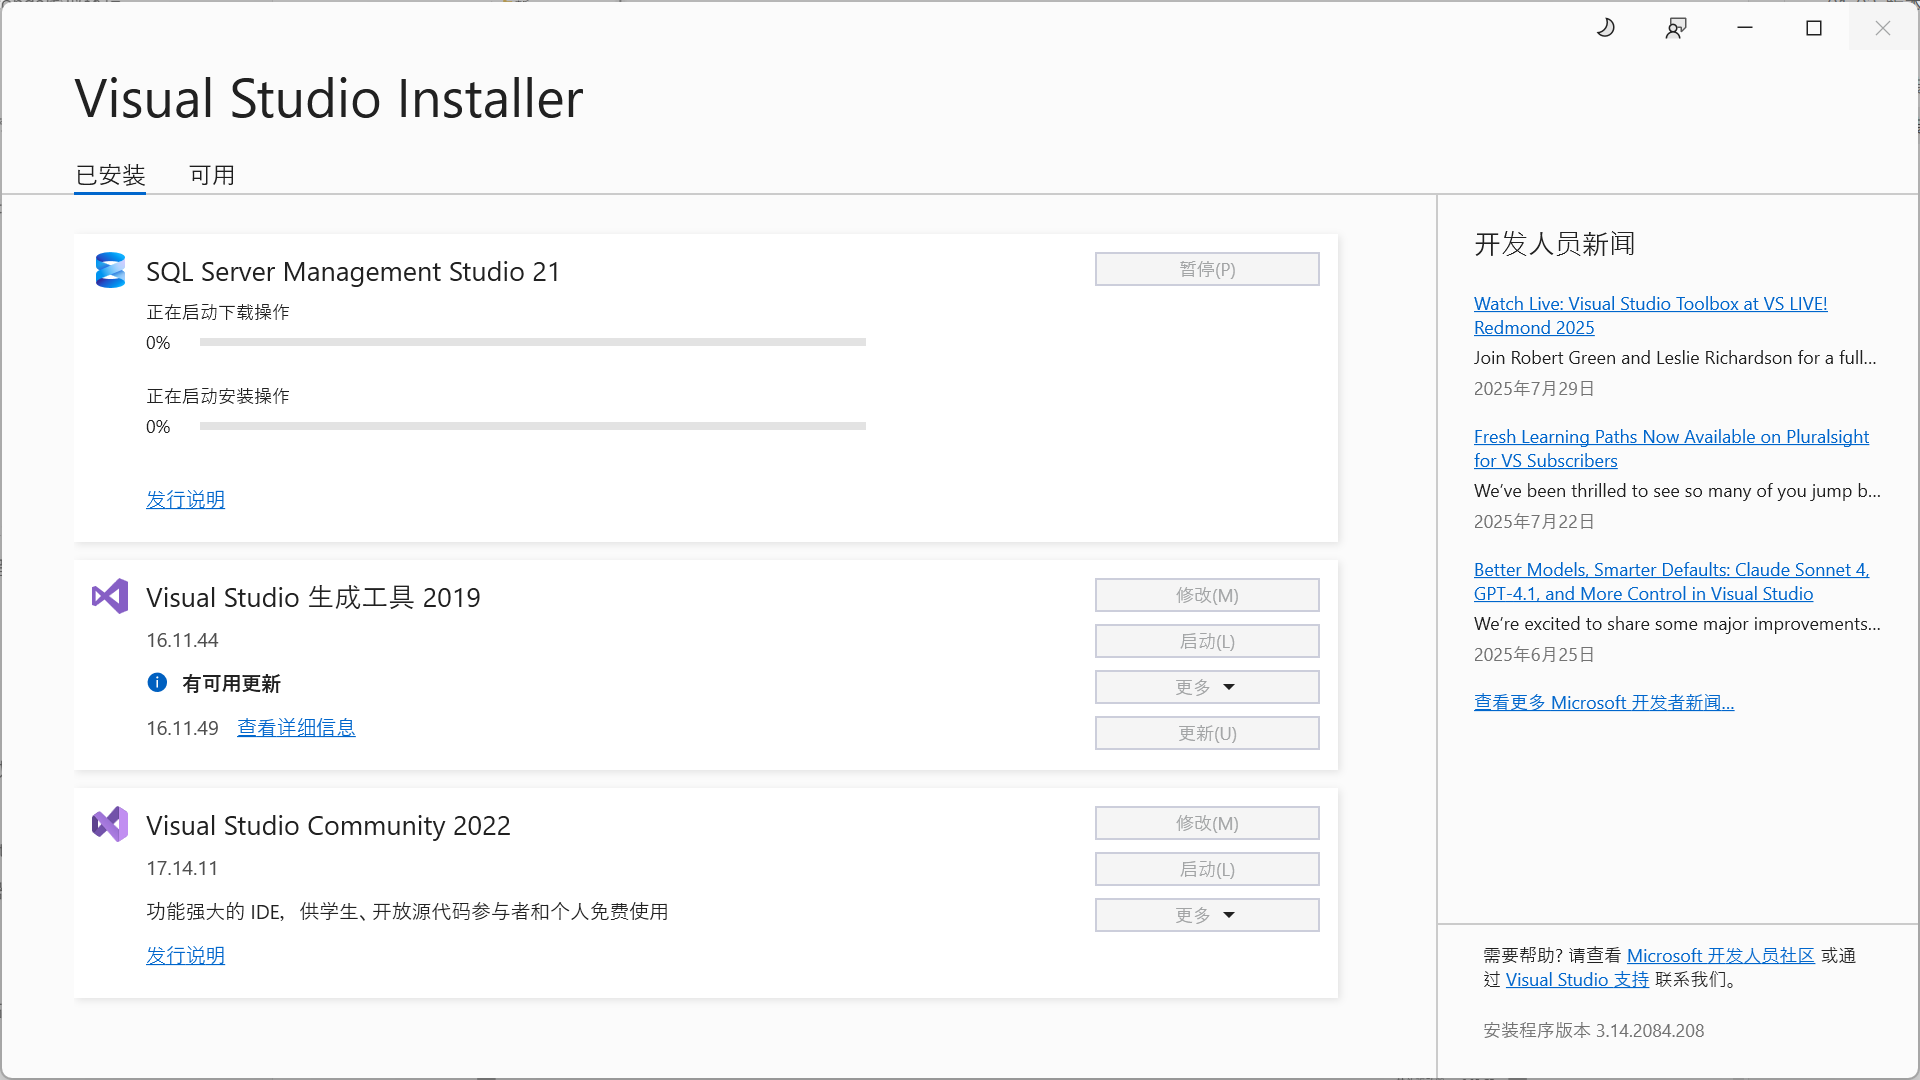 Visual Studio Installer
已安装 可用
SQL Server Management Studio 21
暂停(P)
正在启动下载操作
0%
正在启动安装操作
0%
发行说明
Visual Studio 生成工具 2019
修改(M)
16.11.44
启动(L)
有可用更新
更多
16.11.49 查看详细信息
更新(U)
Visual Studio Community 2022
修改(M)
17.14.11
启动(L)
功能强大的 IDE，供学生、开放源代码参与者和个人免费使用
更多
发行说明
开发人员新闻
Watch Live: Visual Studio Toolbox at VS LIVE!
Redmond 2025
Join Robert Green and Leslie Richardson for a full...
2025年7月29日
Fresh Learning Paths Now Available on Pluralsight
for VS Subscribers
We’ve been thrilled to see so many of you jump b...
2025年7月22日
Better Models, Smarter Defaults: Claude Sonnet 4,
GPT-4.1, and More Control in Visual Studio
We’re excited to share some major improvements...
2025年6月25日
查看更多 Microsoft 开发者新闻...
需要帮助? 请查看 Microsoft 开发人员社区 或通
过 Visual Studio 支持 联系我们。
安装程序版本 3.14.2084.208